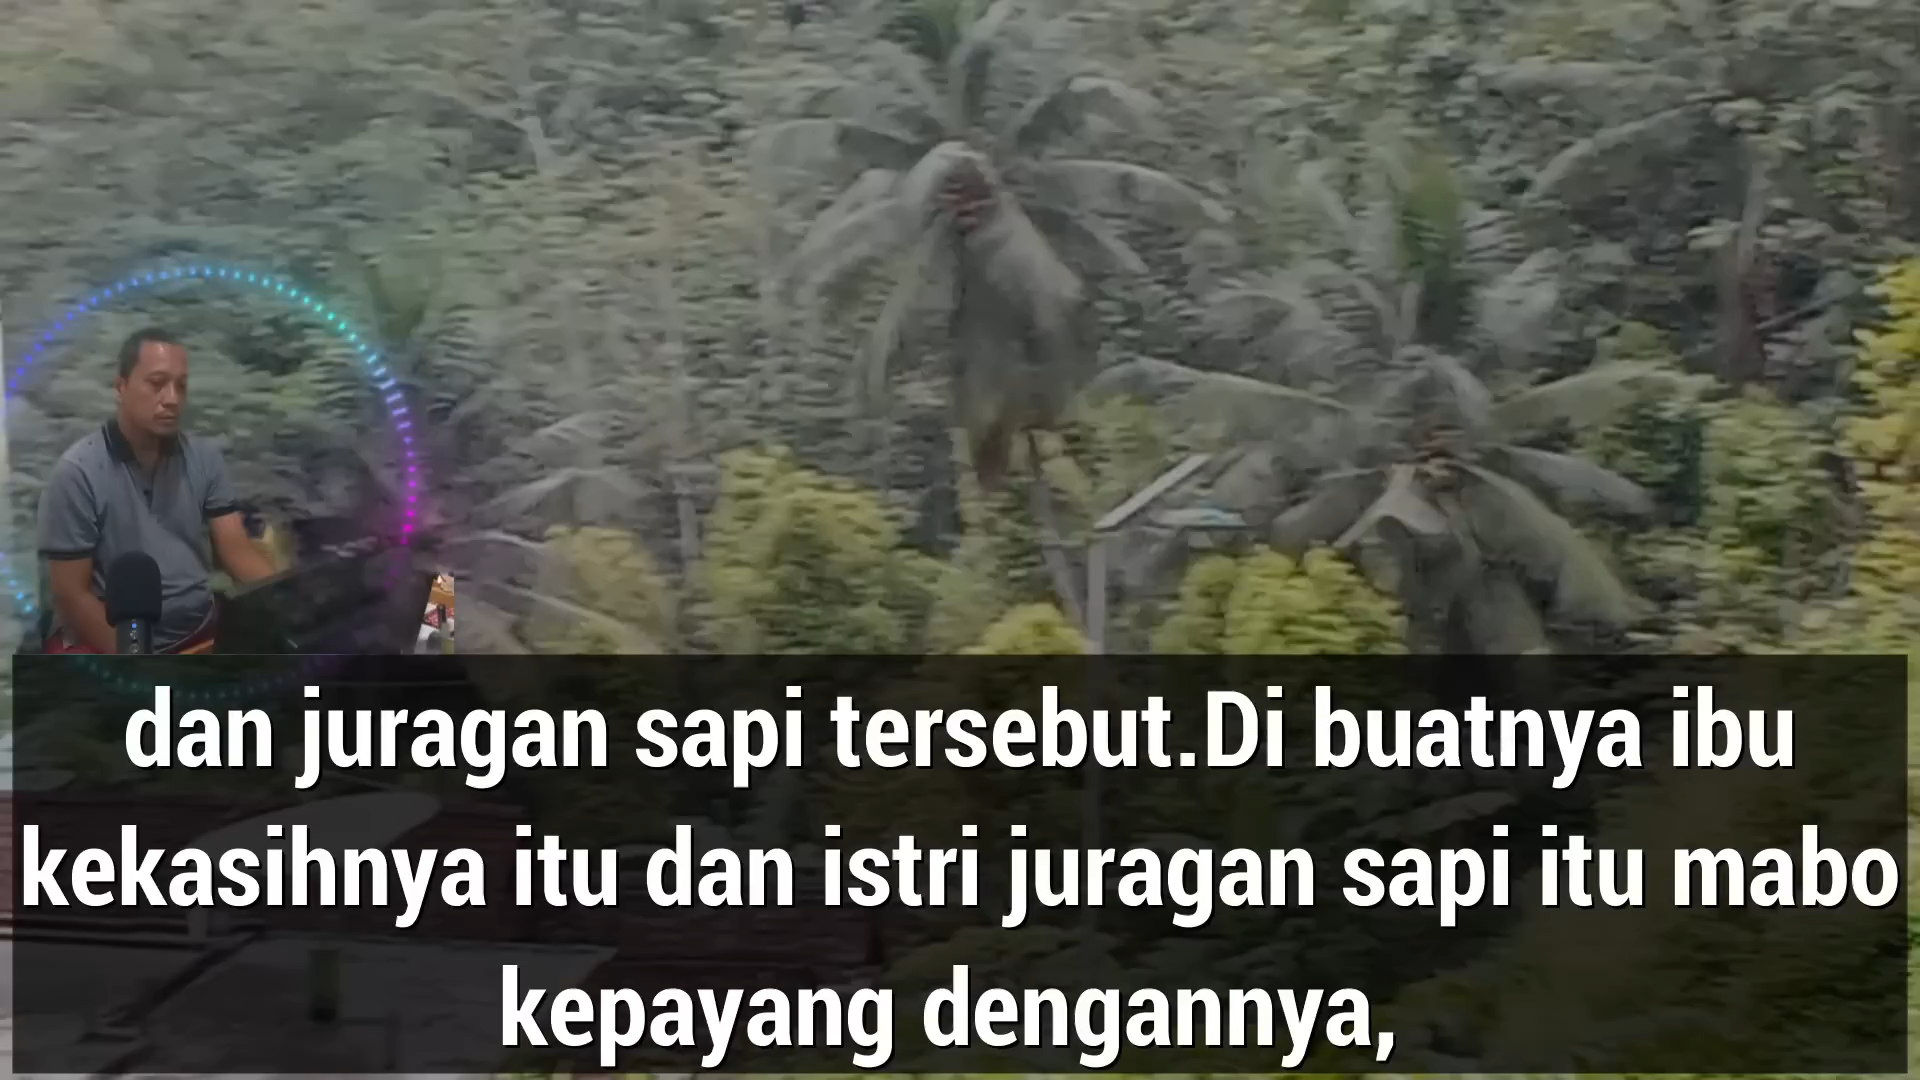 dan juragan sapi tersebut.Di buatnya ibu
kekasihnya itu dan istri juragan sapi itu mabo
kepayang dengannya,